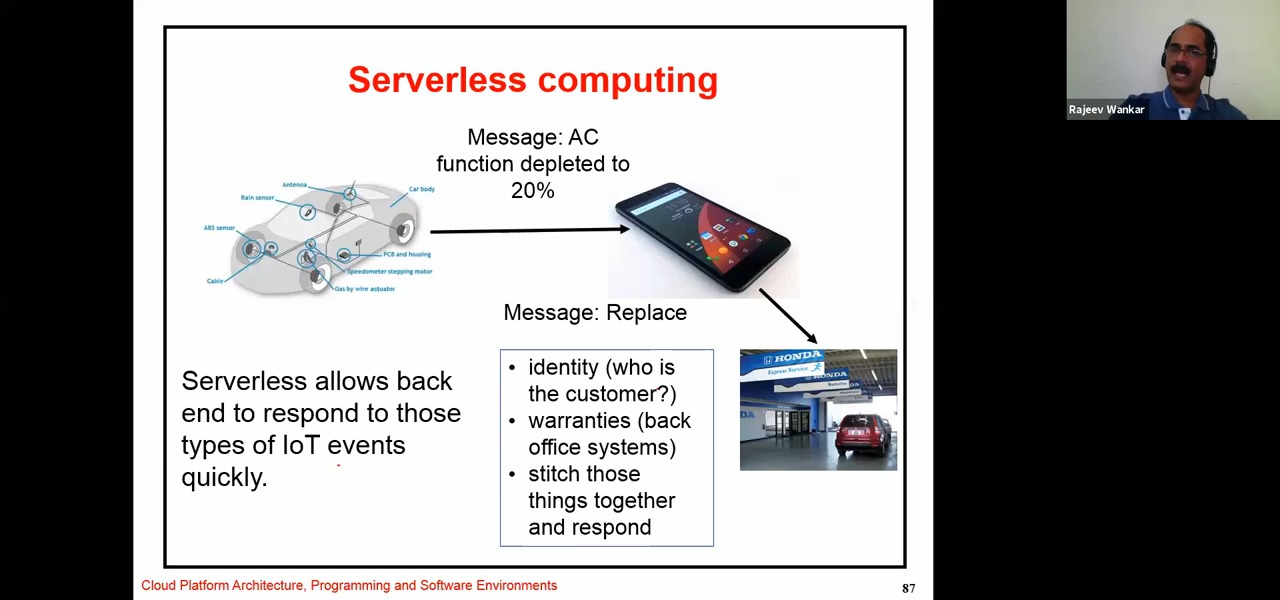 Serverless computing
Message: AC
function depleted to
20%
Antenna
Car body
Rain sensor
ABS sensor
PCB and housing
Speedometer stepping motor
Cable
Gas by wire actuator
Message: Replace
Serverless allows back
end to respond to those
types of IoT events
quickly.
• identity (who is
the customer?)
• warranties (back
office systems)
• stitch those
things together
and respond
HONDA
Express Service
Cloud Platform Architecture, Programming and Software Environments
87
Rajeev Wankar